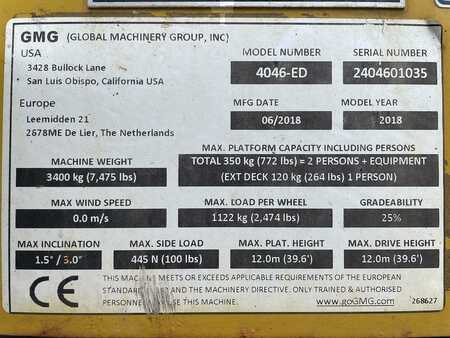 GMG (GLOBAL MACHINERY GROUP, INC)
USA
3428 Bullock Lane
San Luis Obispo, California USA
MODEL NUMBER
4046-ED
SERIAL NUMBER
2404601035
Europe
Leemidden 21
2678ME De Lier, The Netherlands
MFG DATE
06/2018
MODEL YEAR
2018
MACHINE WEIGHT
3400 kg (7,475 lbs)
MAX. PLATFORM CAPACITY INCLUDING PERSONS
TOTAL 350 kg (772 lbs) = 2 PERSONS + EQUIPMENT
(EXT DECK 120 kg (264 lbs) 1 PERSON)
MAX WIND SPEED
0.0 m/s
MAX. LOAD PER WHEEL
1122 kg (2,474 lbs)
GRADEABILITY
25%
MAX INCLINATION
1.5° / 3.0°
MAX. SIDE LOAD
445 N (100 lbs)
MAX. PLAT. HEIGHT
12.0m (39.6')
MAX. DRIVE HEIGHT
12.0m (39.6')
CE
THIS MACHINE MEETS OR EXCEEDS APPLICABLE REQUIREMENTS OF THE EUROPEAN
STANDARDS AND THE MACHINERY DIRECTIVE. ONLY TRAINED & AUTHORISED
PERSONNEL USE THIS MACHINE.
www.goGMG.com
268627